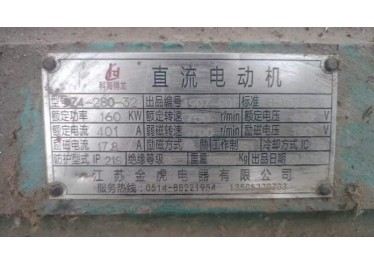 直流电动机
型号Z4-280-32 出品编号 标准
额定功率 160 KW 额定转速 r/min 额定电压 V
额定电流 401 A 弱磁转速 r/min 励磁电压 V
励磁电流 17.8 A 励磁方式 励 工作制 冷却方式 IC
防护型式 IP 21S 绝缘等级 重量 Kg 出品日期
江苏金虎电器有限公司
服务热线:0514-88221954